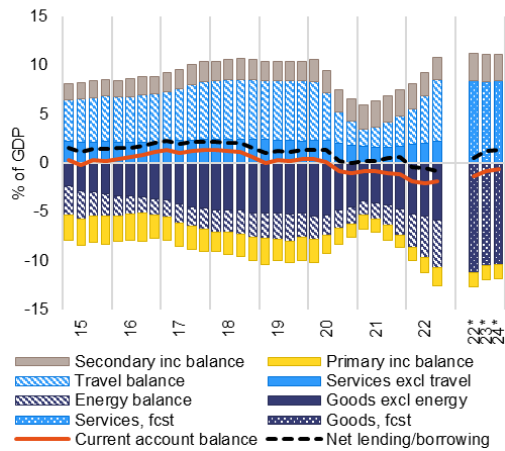 15
10
5
0
-5
-10
-15
% of GDP
15
16
17
18
19
20
21
22
22*
23*
24*
Secondary inc balance
Primary inc balance
Travel balance
Services excl travel
Energy balance
Goods excl energy
Services, fcst
Goods, fcst
Current account balance
Net lending/borrowing